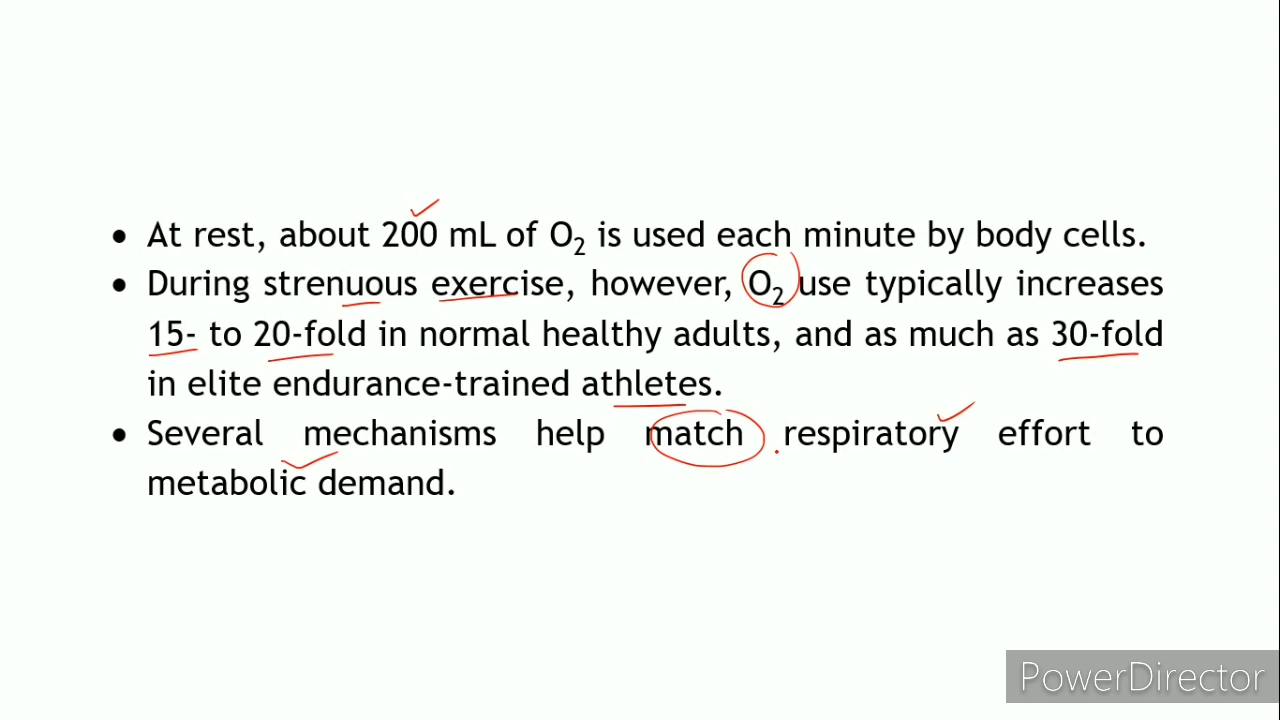 • At rest, about 200 mL of O₂ is used each minute by body cells.
• During strenuous exercise, however, O₂ use typically increases
15- to 20-fold in normal healthy adults, and as much as 30-fold
in elite endurance-trained athletes.
• Several mechanisms help match respiratory effort to
metabolic demand.
PowerDirector